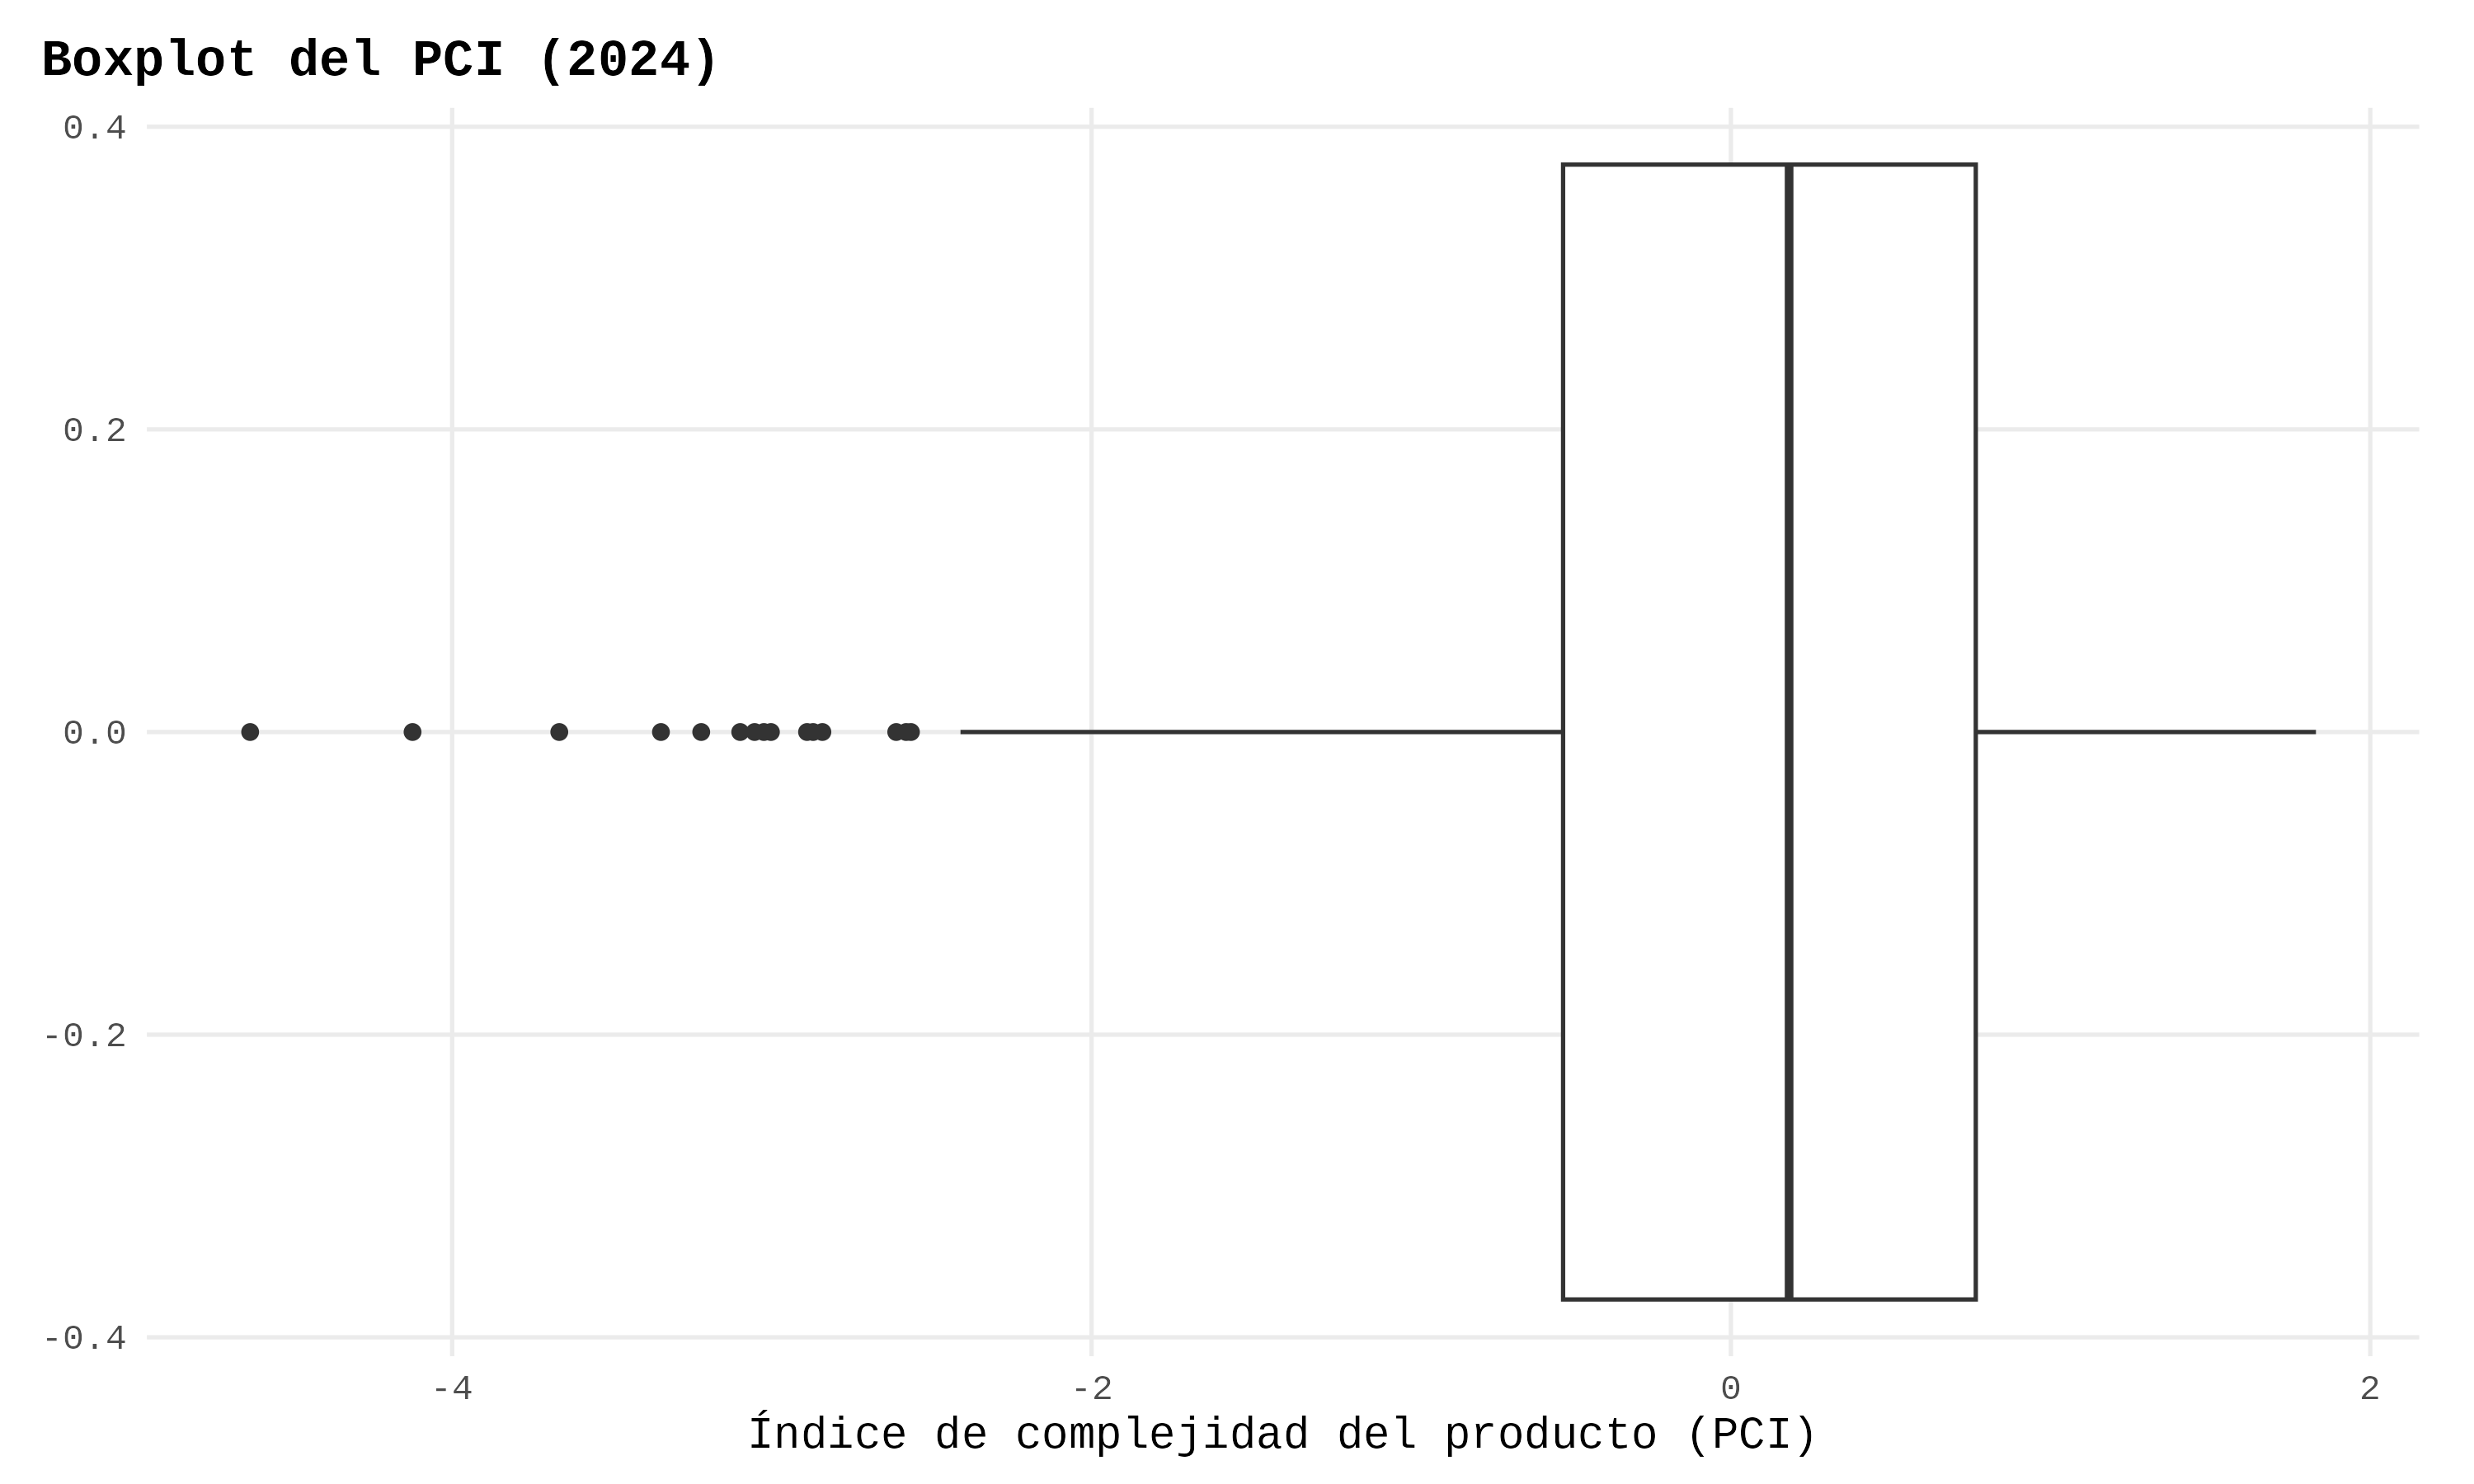 Boxplot del PCI (2024)
0.4
0.2
0.0
-0.2
-0.4
-4 -2 0 2
Índice de complejidad del producto (PCI)